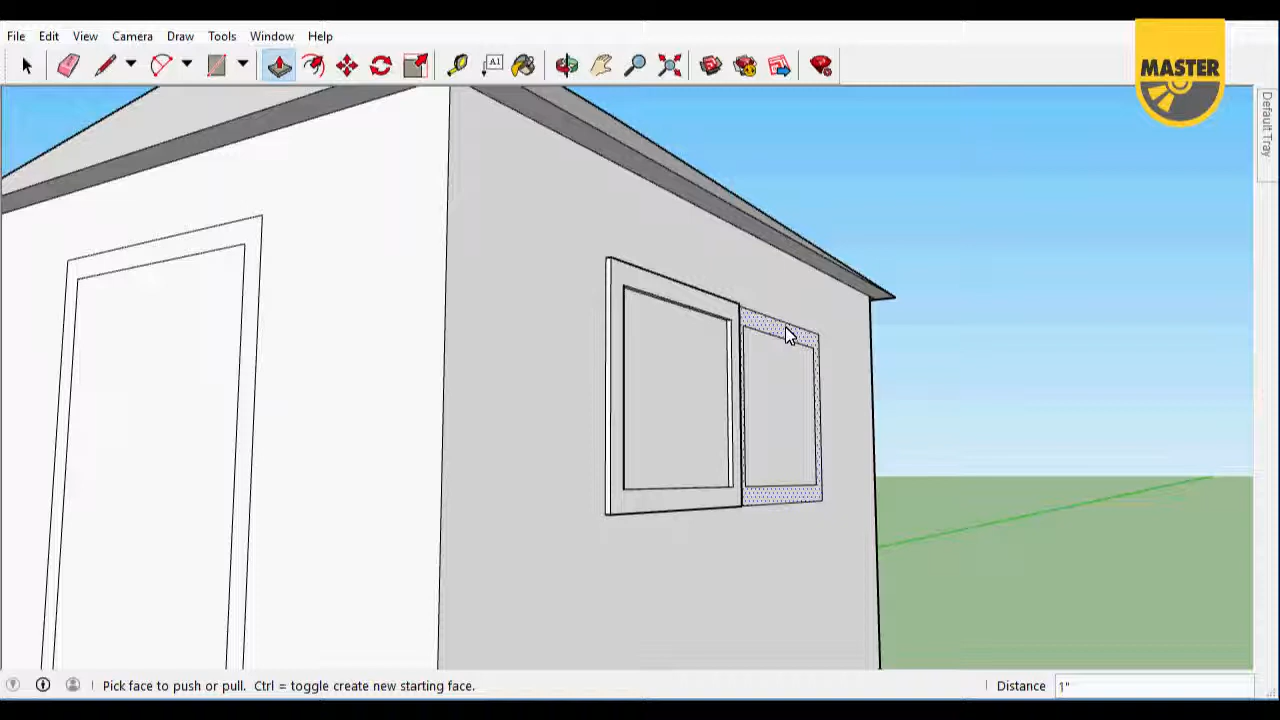 File Edit View Camera Draw Tools Window Help
A1
MASTER
Default Tray
Pick face to push or pull. Ctrl = toggle create new starting face.
Distance 1"